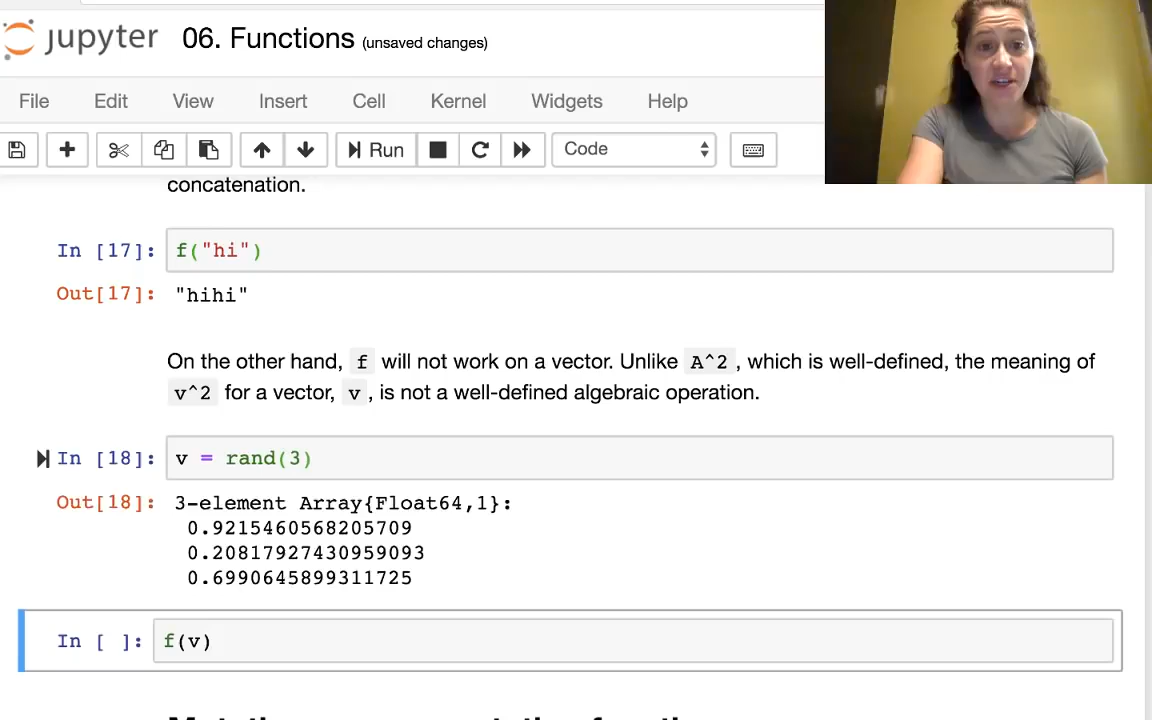 jupyter 06. Functions (unsaved changes)
File Edit View Insert Cell Kernel Widgets Help
Run Code
concatenation.
In [17]: f("hi")
Out[17]: "hihi"
On the other hand, f will not work on a vector. Unlike A^2 , which is well-defined, the meaning of
v^2 for a vector, v , is not a well-defined algebraic operation.
In [18]: v = rand(3)
Out[18]: 3-element Array{Float64,1}:
0.9215460568205709
0.20817927430959093
0.6990645899311725
In [ ]: f(v)